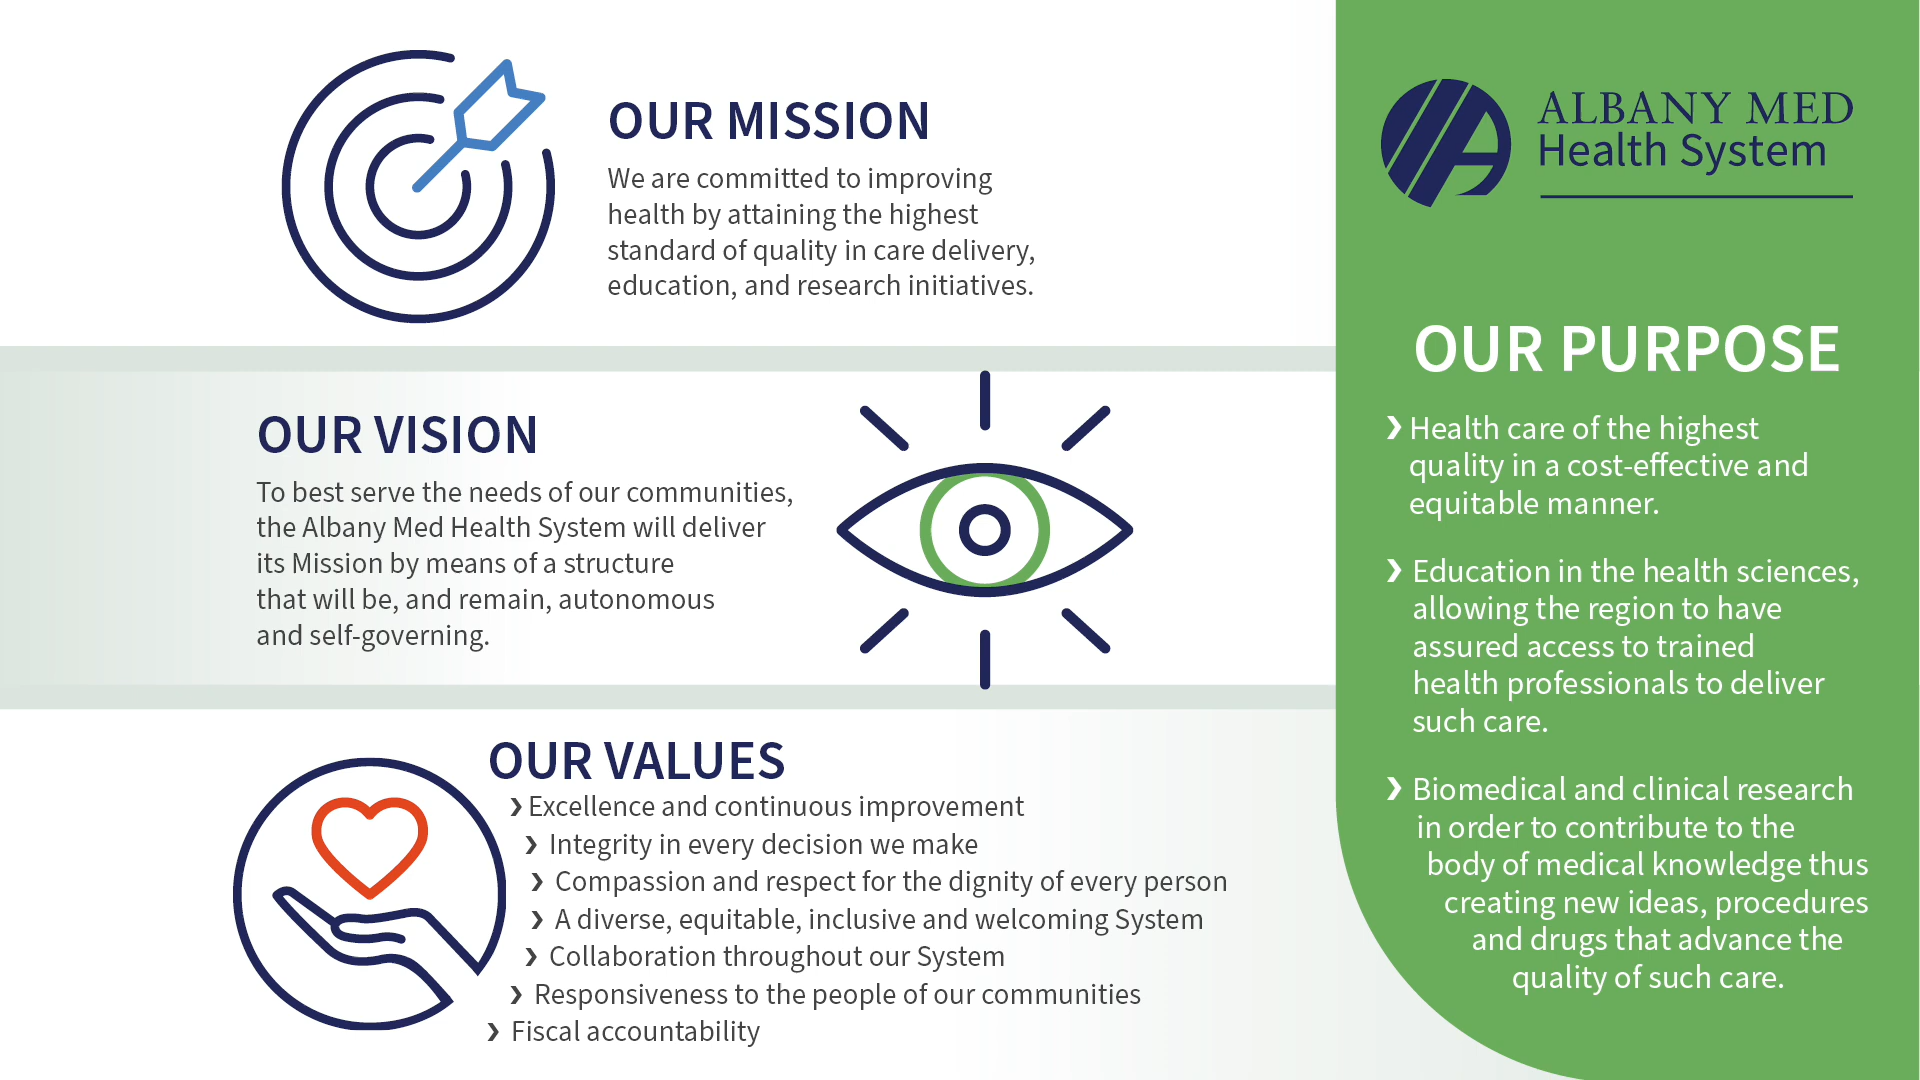 OUR MISSION
We are committed to improving
health by attaining the highest
standard of quality in care delivery,
education, and research initiatives.
OUR VISION
To best serve the needs of our communities,
the Albany Med Health System will deliver
its Mission by means of a structure
that will be, and remain, autonomous
and self-governing.
OUR VALUES
❯ Excellence and continuous improvement
❯ Integrity in every decision we make
❯ Compassion and respect for the dignity of every person
❯ A diverse, equitable, inclusive and welcoming System
❯ Collaboration throughout our System
❯ Responsiveness to the people of our communities
❯ Fiscal accountability
ALBANY MED
Health System
OUR PURPOSE
❯ Health care of the highest
quality in a cost-effective and
equitable manner.
❯ Education in the health sciences,
allowing the region to have
assured access to trained
health professionals to deliver
such care.
❯ Biomedical and clinical research
in order to contribute to the
body of medical knowledge thus
creating new ideas, procedures
and drugs that advance the
quality of such care.